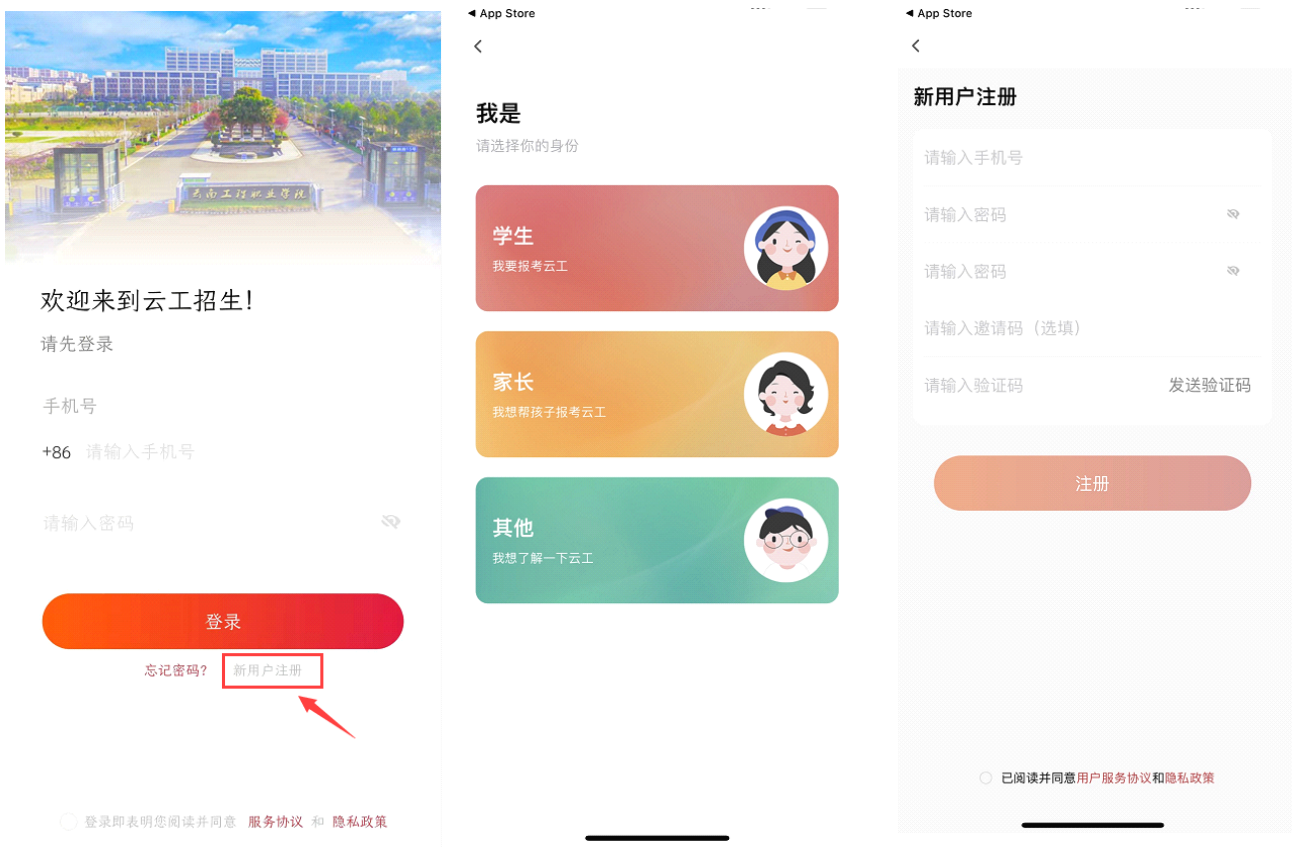 云南工程职业学院
欢迎来到云工招生!
请先登录
手机号
+86 请输入手机号
请输入密码
登录
忘记密码? 新用户注册
登录即表明您阅读并同意 服务协议 和 隐私政策
◀ App Store
我是
请选择你的身份
学生
我要报考云工
家长
我想帮孩子报考云工
其他
我想了解一下云工
◀ App Store
新用户注册
请输入手机号
请输入密码
请输入密码
请输入邀请码（选填）
请输入验证码 发送验证码
注册
已阅读并同意用户服务协议和隐私政策